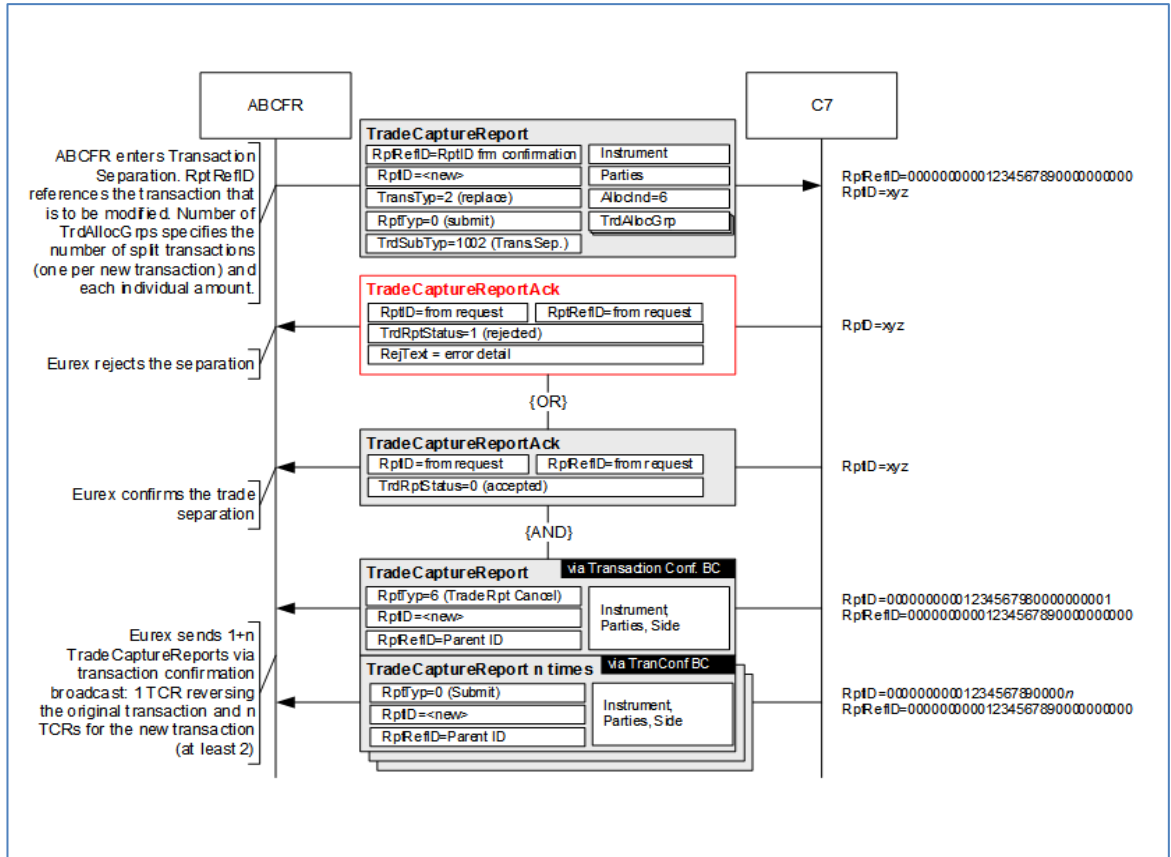 ABCFR
C7
ABCFR enters Transaction
Separation. RptRefID
references the transaction that
is to be modified. Number of
TrdAllocGrps specifies the
number of split transactions
(one per new transaction) and
each individual amount.
TradeCaptureReport
RptRefID=RptID frm confirmation
Instrument
RptID=<new>
Parties
TransTyp=2 (replace)
AllocInd=6
RptTyp=0 (submit)
TrdAllocGrp
TrdSubTyp=1002 (Trans.Sep.)
RptRefID=00000000001234567890000000000
RptID=xyz
TradeCaptureReportAck
RptID=from request
RptRefID=from request
TrdRptStatus=1 (rejected)
RejText = error detail
RptID=xyz
Eurex rejects the separation
{OR}
TradeCaptureReportAck
RptID=from request
RptRefID=from request
TrdRptStatus=0 (accepted)
RptID=xyz
Eurex confirms the trade
separation
{AND}
TradeCaptureReport
via Transaction Conf. BC
RptTyp=6 (TradeRpt Cancel)
RptID=<new>
RptRefID=Parent ID
Instrument,
Parties, Side
RptID=00000000001234567980000000001
RptRefID=00000000001234567890000000000
Eurex sends 1+n
TradeCaptureReports via
transaction confirmation
broadcast: 1 TCR reversing
the original transaction and n
TCRs for the new transaction
(at least 2)
TradeCaptureReport n times
via TranConf BC
RptTyp=0 (Submit)
RptID=<new>
RptRefID=Parent ID
Instrument,
Parties, Side
RptID=00000000001234567890000n
RptRefID=00000000001234567890000000000